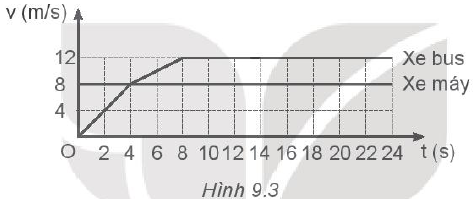 v (m/s)
12
8
4
Xe bus
Xe máy
O 2 4 6 8 10 12 14 16 18 20 22 24 t (s)
Hình 9.3